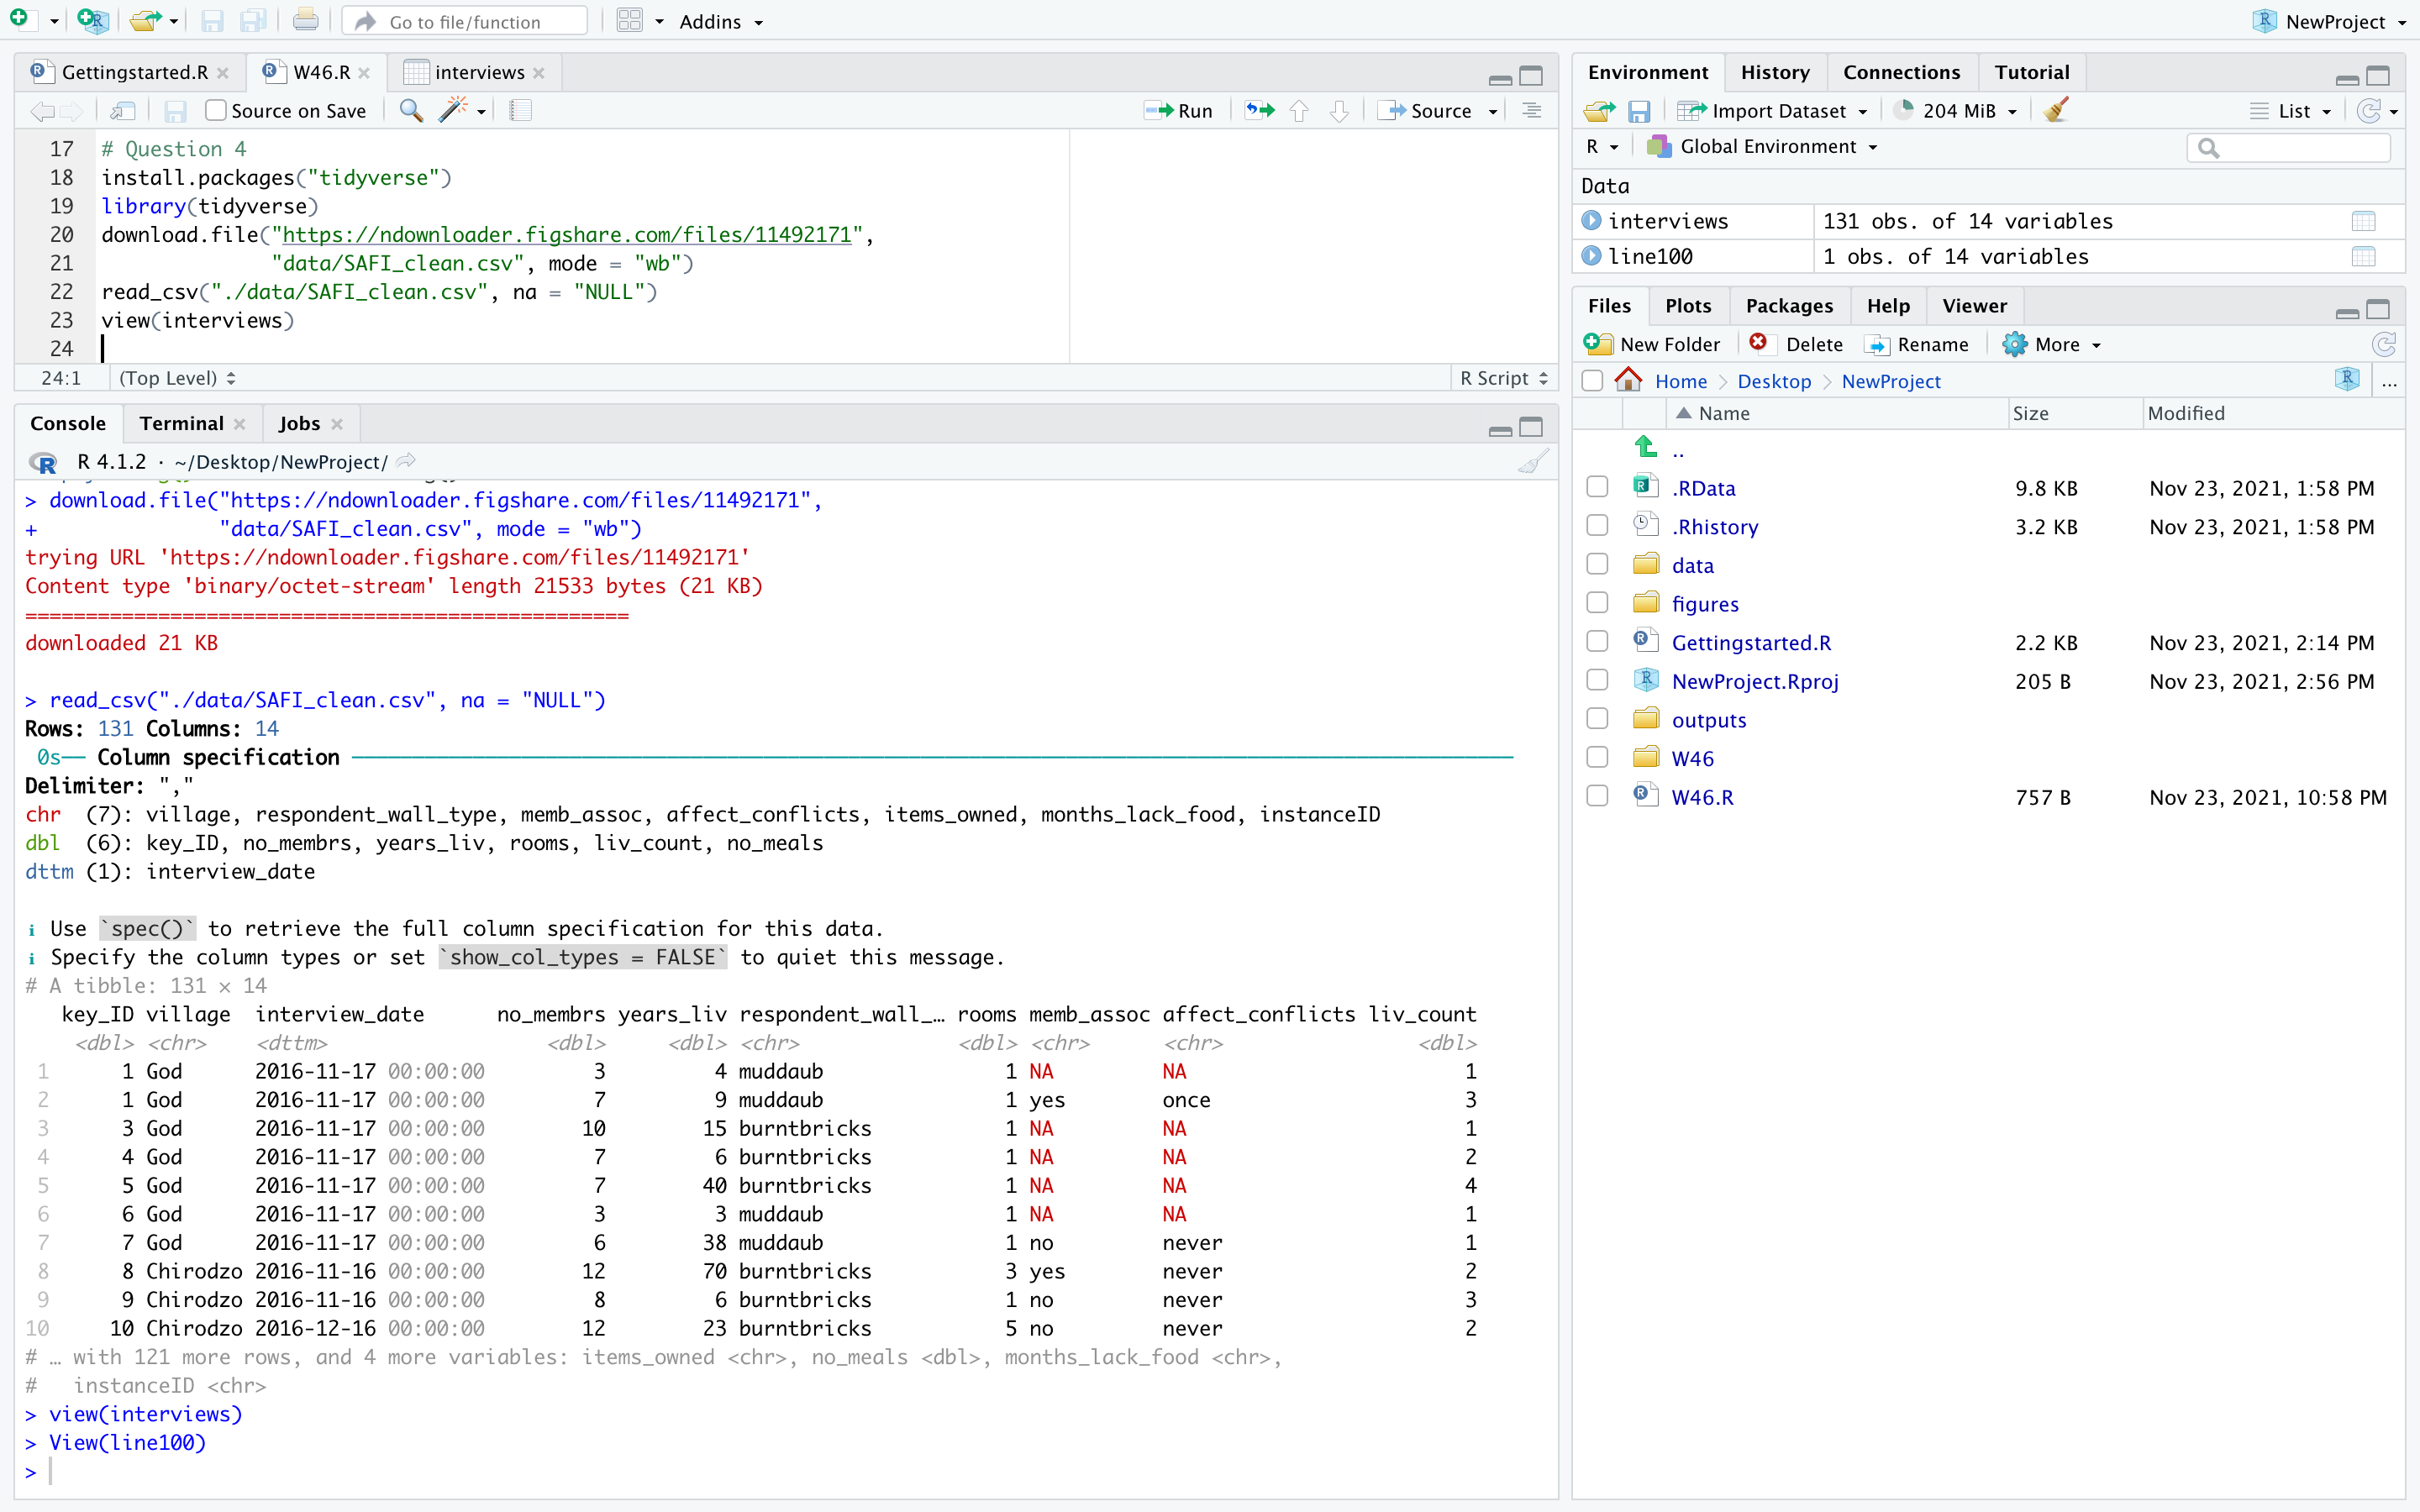 Go to file/function Addins NewProject
Gettingstarted.R W46.R interviews
Source on Save Run Source
17 # Question 4
18 install.packages("tidyverse")
19 library(tidyverse)
20 download.file("https://ndownloader.figshare.com/files/11492171",
21 "data/SAFI_clean.csv", mode = "wb")
22 read_csv("./data/SAFI_clean.csv", na = "NULL")
23 view(interviews)
24
24:1 (Top Level) R Script
Console Terminal Jobs
R 4.1.2 · ~/Desktop/NewProject/
> download.file("https://ndownloader.figshare.com/files/11492171",
+ "data/SAFI_clean.csv", mode = "wb")
trying URL 'https://ndownloader.figshare.com/files/11492171'
Content type 'binary/octet-stream' length 21533 bytes (21 KB)
==================================================
downloaded 21 KB
> read_csv("./data/SAFI_clean.csv", na = "NULL")
Rows: 131 Columns: 14
0s── Column specification ────────────────────────
Delimiter: ","
chr (7): village, respondent_wall_type, memb_assoc, affect_conflicts, items_owned, months_lack_food, instanceID
dbl (6): key_ID, no_membrs, years_liv, rooms, liv_count, no_meals
dttm (1): interview_date
i Use `spec()` to retrieve the full column specification for this data.
i Specify the column types or set `show_col_types = FALSE` to quiet this message.
# A tibble: 131 × 14
key_ID village interview_date no_membrs years_liv respondent_wall_… rooms memb_assoc affect_conflicts liv_count
<dbl> <chr> <dttm> <dbl> <dbl> <chr> <dbl> <chr> <chr> <dbl>
1 1 God 2016-11-17 00:00:00 3 4 muddaub 1 NA NA 1
2 1 God 2016-11-17 00:00:00 7 9 muddaub 1 yes once 3
3 3 God 2016-11-17 00:00:00 10 15 burntbricks 1 NA NA 1
4 4 God 2016-11-17 00:00:00 7 6 burntbricks 1 NA NA 2
5 5 God 2016-11-17 00:00:00 7 40 burntbricks 1 NA NA 4
6 6 God 2016-11-17 00:00:00 3 3 muddaub 1 NA NA 1
7 7 God 2016-11-17 00:00:00 6 38 muddaub 1 no never 1
8 8 Chirodzo 2016-11-16 00:00:00 12 70 burntbricks 3 yes never 2
9 9 Chirodzo 2016-11-16 00:00:00 8 6 burntbricks 1 no never 3
10 10 Chirodzo 2016-12-16 00:00:00 12 23 burntbricks 5 no never 2
# … with 121 more rows, and 4 more variables: items_owned <chr>, no_meals <dbl>, months_lack_food <chr>,
# instanceID <chr>
> view(interviews)
> View(line100)
>
Environment History Connections Tutorial
Import Dataset 204 MiB List
R Global Environment
Data
interviews 131 obs. of 14 variables
line100 1 obs. of 14 variables
Files Plots Packages Help Viewer
New Folder Delete Rename More
Home Desktop NewProject ...
Name Size Modified
..
.RData 9.8 KB Nov 23, 2021, 1:58 PM
.Rhistory 3.2 KB Nov 23, 2021, 1:58 PM
data
figures
Gettingstarted.R 2.2 KB Nov 23, 2021, 2:14 PM
NewProject.Rproj 205 B Nov 23, 2021, 2:56 PM
outputs
W46
W46.R 757 B Nov 23, 2021, 10:58 PM